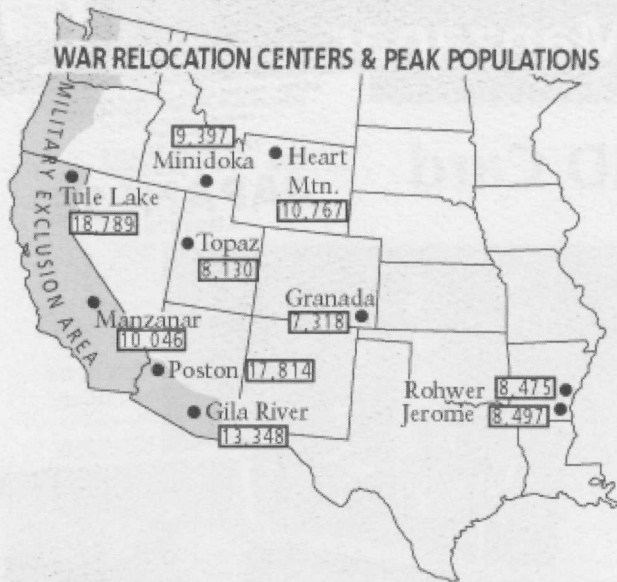 WAR RELOCATION CENTERS & PEAK POPULATIONS
MILITARY EXCLUSION AREA
9,397
Minidoka
Heart
Mtn.
10,767
Tule Lake
18,789
Topaz
8,130
Granada
7,318
Manzanar
10,046
Poston 17,814
Gila River
13,348
Rohwer 8,475
Jerome 8,497